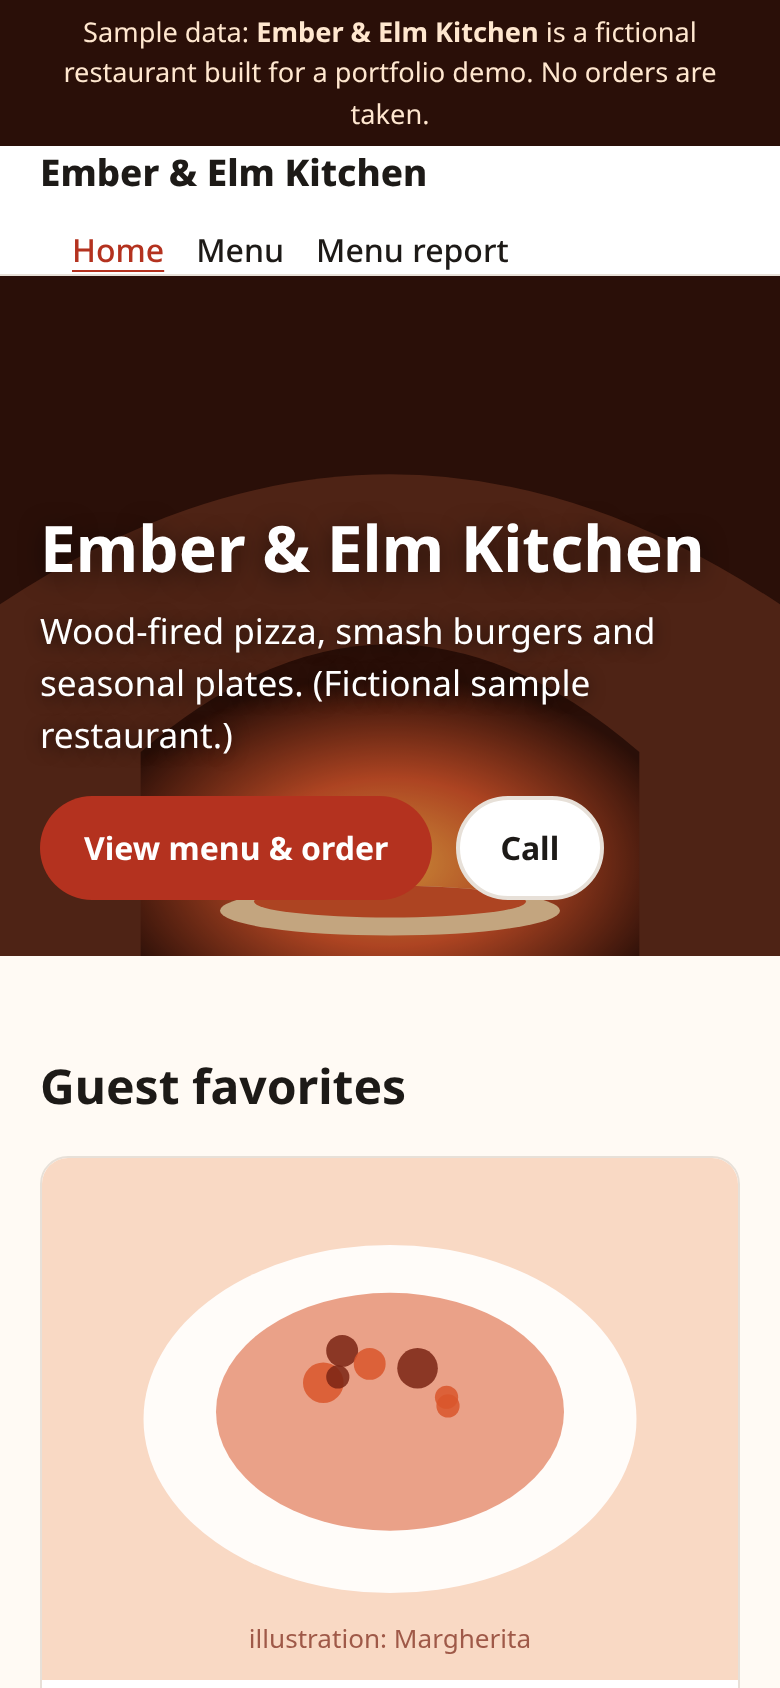 Sample data: Ember & Elm Kitchen is a fictional
restaurant built for a portfolio demo. No orders are
taken.
Ember & Elm Kitchen
Home Menu Menu report
Ember & Elm Kitchen
Wood-fired pizza, smash burgers and
seasonal plates. (Fictional sample
restaurant.)
View menu & order Call
Guest favorites
illustration: Margherita